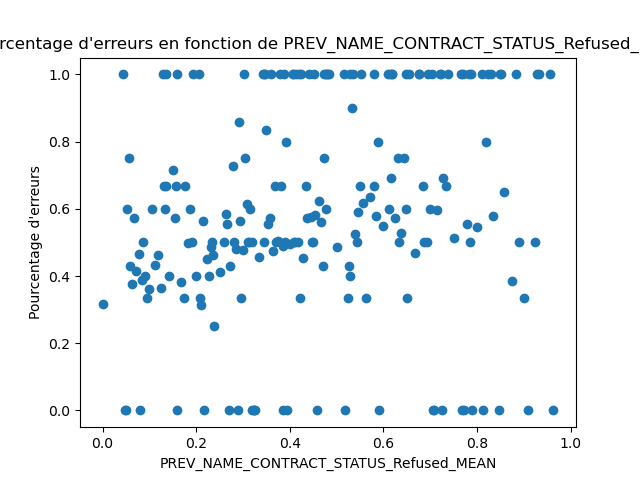 rcentage d'erreurs en fonction de PREV_NAME_CONTRACT_STATUS_Refused_
1.0
0.8
0.6
0.4
0.2
0.0
Pourcentage d'erreurs
0.0 0.2 0.4 0.6 0.8 1.0
PREV_NAME_CONTRACT_STATUS_Refused_MEAN